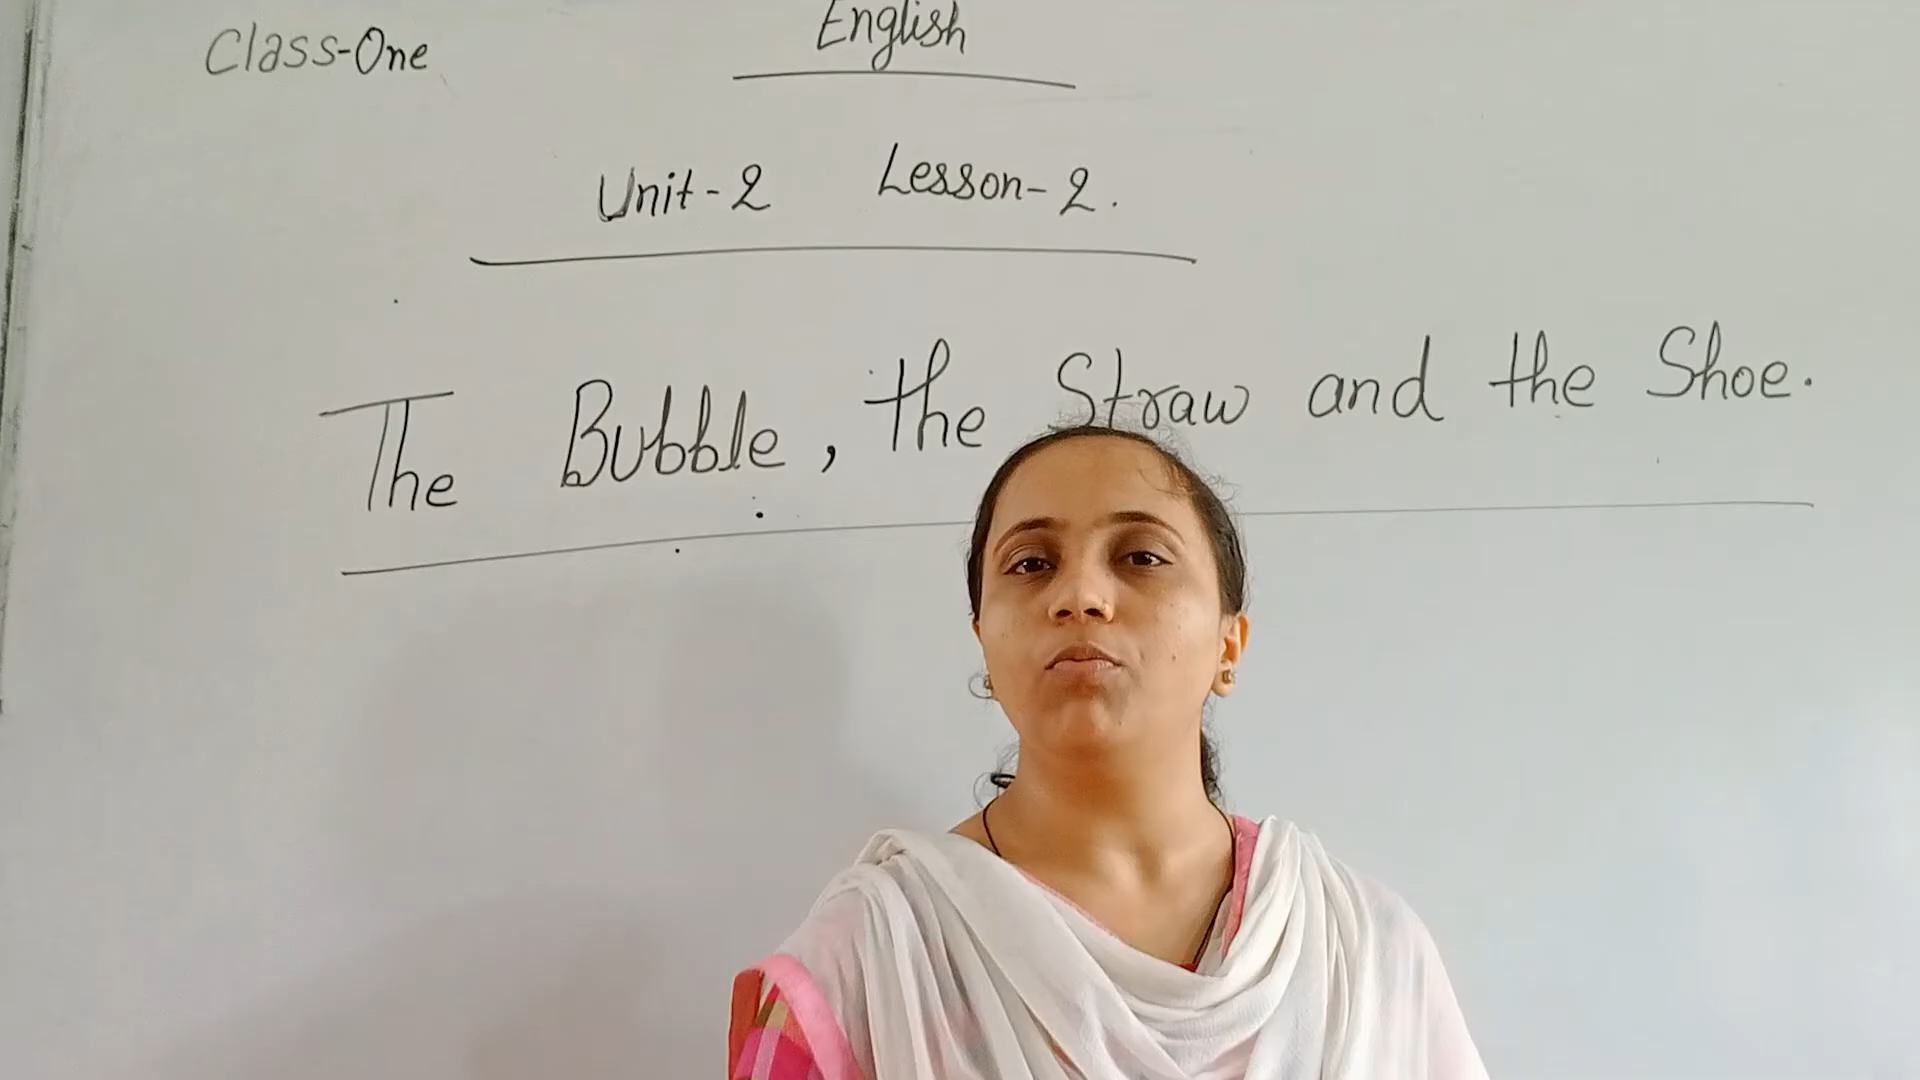 Class-One
English
Unit-2 Lesson-2.
The Bubble, the Straw and the Shoe.